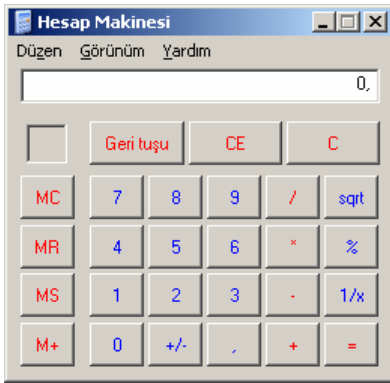 Hesap Makinesi
Düzen Görünüm Yardım
0,
Geri tuşu CE C
MC 7 8 9 / sqrt
MR 4 5 6 * %
MS 1 2 3 - 1/x
M+ 0 +/- , + =